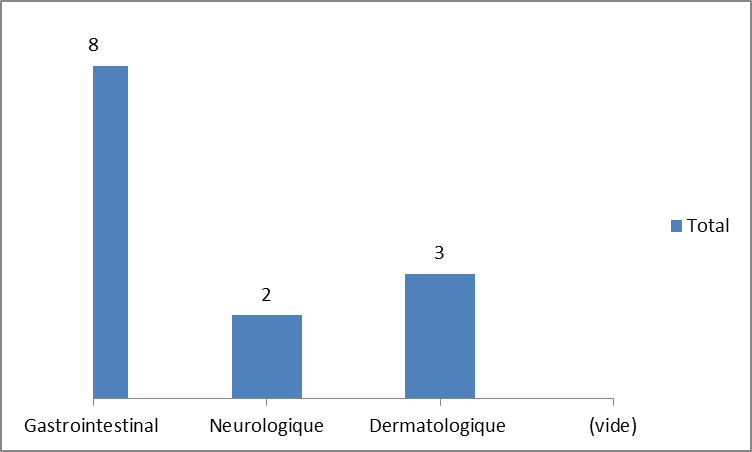 8
2
3
Total
Gastrointestinal
Neurologique
Dermatologique
(vide)